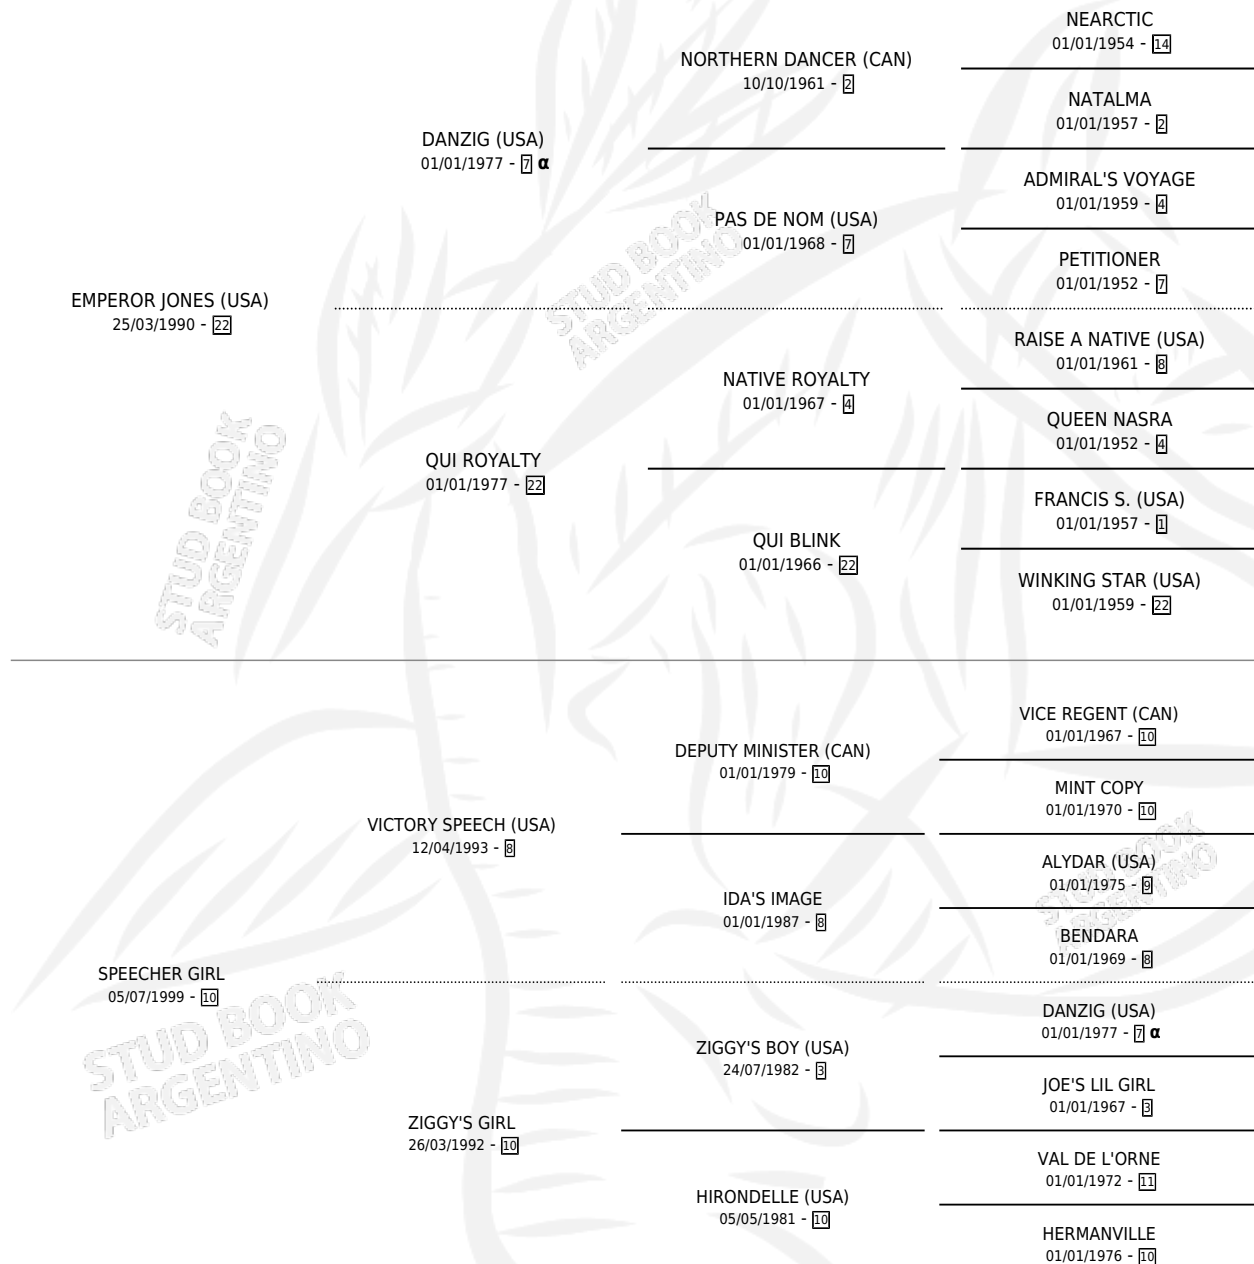 NEARCTIC
01/01/1954 - 14
NORTHERN DANCER (CAN)
10/10/1961 - 2
NATALMA
01/01/1957 - 2
DANZIG (USA)
01/01/1977 - 7 α
ADMIRAL'S VOYAGE
01/01/1959 - 4
PAS DE NOM (USA)
01/01/1968 - 7
PETITIONER
01/01/1952 - 7
STUD BOOK
ARGENTINO
EMPEROR JONES (USA)
25/03/1990 - 22
RAISE A NATIVE (USA)
01/01/1961 - 8
NATIVE ROYALTY
01/01/1967 - 4
QUEEN NASRA
01/01/1952 - 4
QUI ROYALTY
01/01/1977 - 22
FRANCIS S. (USA)
01/01/1957 - 1
QUI BLINK
01/01/1966 - 22
WINKING STAR (USA)
01/01/1959 - 22
STUD BOOK
ARGENTINO
VICE REGENT (CAN)
01/01/1967 - 10
DEPUTY MINISTER (CAN)
01/01/1979 - 10
MINT COPY
01/01/1970 - 10
VICTORY SPEECH (USA)
12/04/1993 - 8
ALYDAR (USA)
01/01/1975 - 9
IDA'S IMAGE
01/01/1987 - 8
BENDARA
01/01/1969 - 8
STUD BOOK
ARGENTINO
SPEECHER GIRL
05/07/1999 - 10
DANZIG (USA)
01/01/1977 - 7 α
ZIGGY'S BOY (USA)
24/07/1982 - 3
JOE'S LIL GIRL
01/01/1967 - 3
STUD BOOK
ARGENTINO
ZIGGY'S GIRL
26/03/1992 - 10
VAL DE L'ORNE
01/01/1972 - 11
HIRONDELLE (USA)
05/05/1981 - 10
HERMANVILLE
01/01/1976 - 10